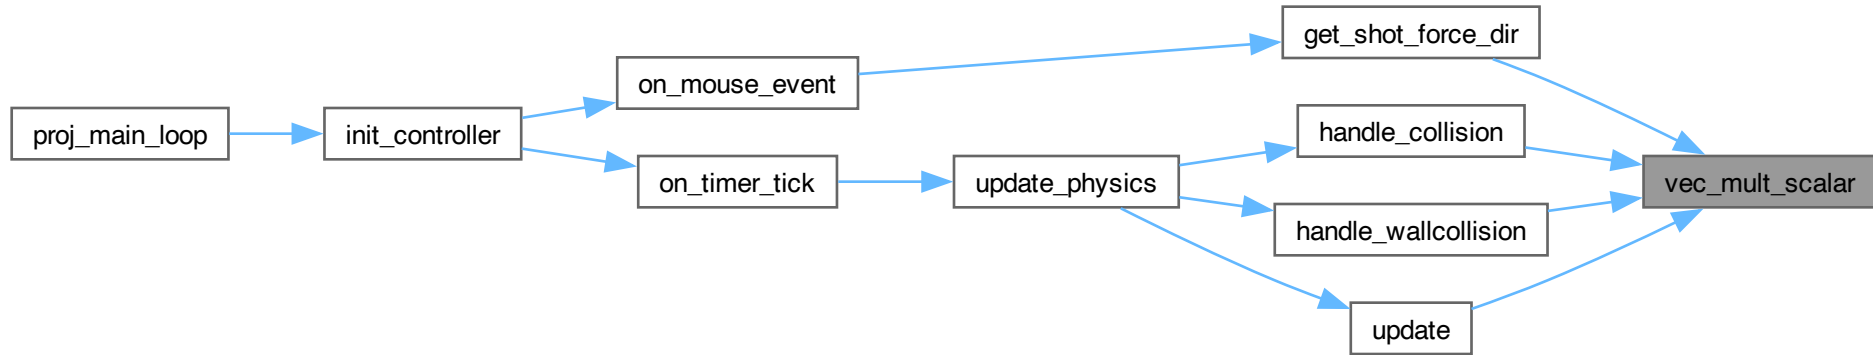 proj_main_loop
init_controller
on_mouse_event
on_timer_tick
update_physics
get_shot_force_dir
handle_collision
handle_wallcollision
update
vec_mult_scalar